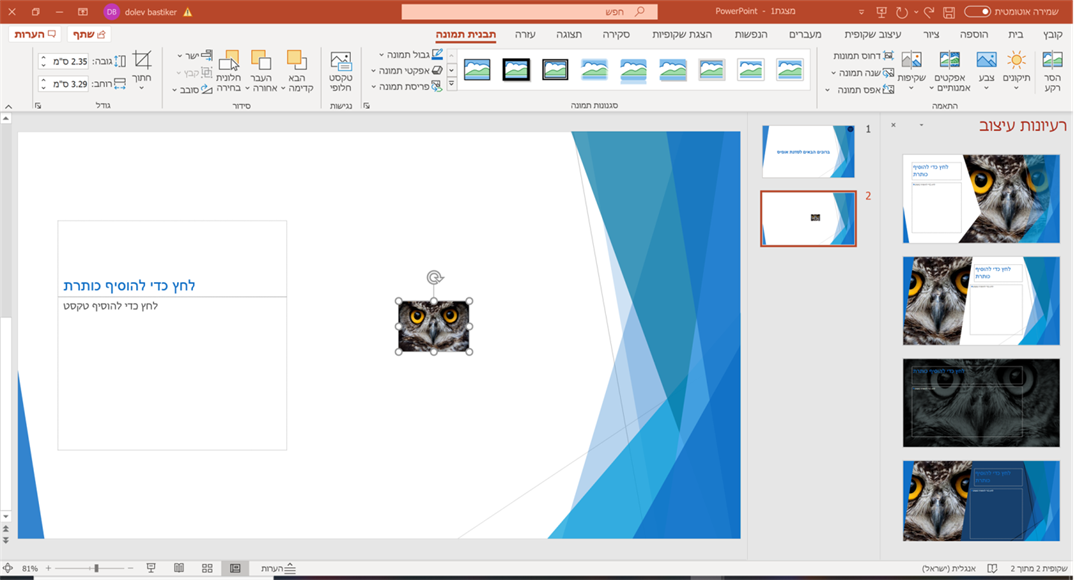 שמירה אוטומטית
מצגת1 - PowerPoint
חפש
dolev bastiker
DB
קובץ
בית
הוספה
ציור
עיצוב שקופית
מעברים
הנפשות
הצגת שקופיות
סקירה
תצוגה
עזרה
תבנית תמונה
שתף
הערות
הסר
רקע
תיקונים
צבע
אפקטים
אמנותיים
שקיפות
דחוס תמונות
שנה תמונה
אפס תמונה
התאמה
סגנונות תמונה
גבול תמונה
אפקטי תמונה
פריסת תמונה
טקסט
חלופי
נגישות
הבא
קדימה
העבר
אחורה
חלונית
בחירה
ישר
קבץ
סובב
סידור
חתוך
גובה: 2.35 ס"מ
רוחב: 3.29 ס"מ
גודל
רעיונות עיצוב
לחץ כדי להוסיף
כותרת
לחץ כדי להוסיף
כותרת
לחץ כדי להוסיף כותרת
לחץ כדי להוסיף
כותרת
1
2
לחץ כדי להוסיף כותרת
לחץ כדי להוסיף טקסט
שקופית 2 מתוך 2
אנגלית (ישראל)
הערות
81%